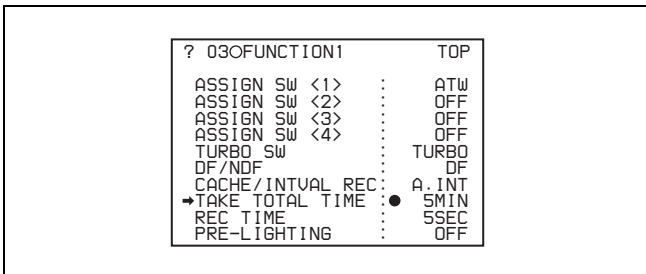 ? 03○FUNCTION1 TOP
ASSIGN SW <1> : ATW
ASSIGN SW <2> : OFF
ASSIGN SW <3> : OFF
ASSIGN SW <4> : OFF
TURBO SW : TURBO
DF/NDF : DF
CACHE/INTVAL REC: A.INT
➡TAKE TOTAL TIME :● 5MIN
REC TIME : 5SEC
PRE-LIGHTING : OFF